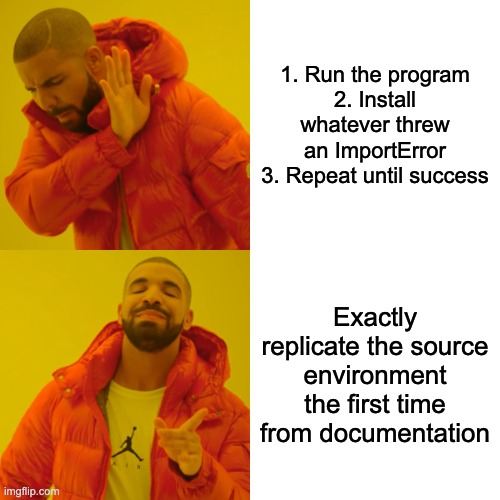 1. Run the program
2. Install
whatever threw
an ImportError
3. Repeat until success
Exactly
replicate the source
environment
the first time
from documentation
AIR
imgflip.com